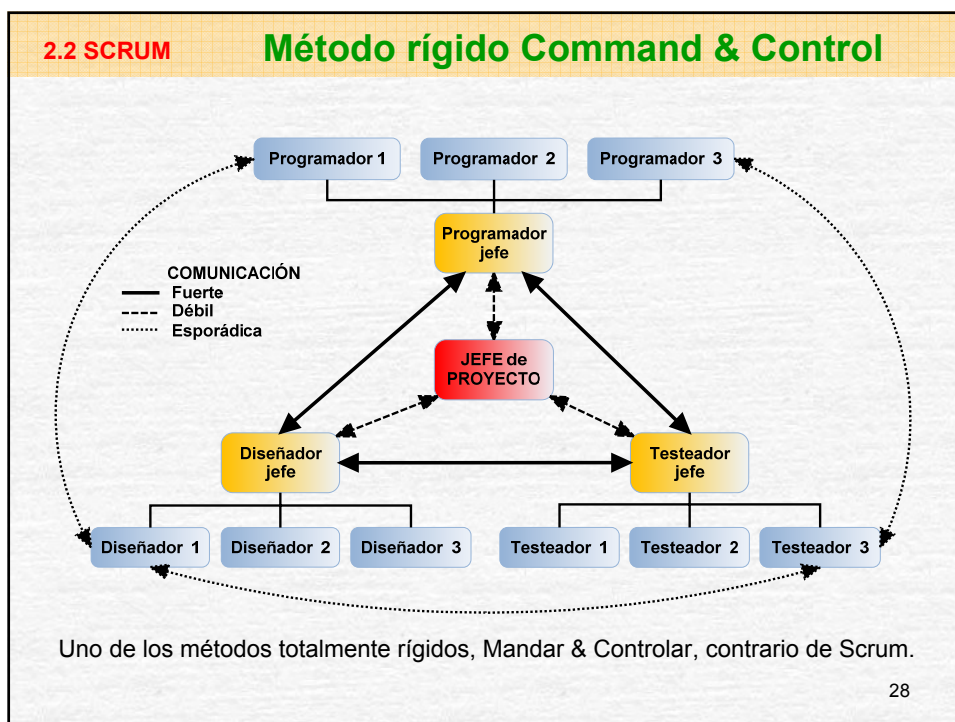 2.2 SCRUM
Método rígido Command & Control
Programador 1
Programador 2
Programador 3
Programador
jefe
COMUNICACIÓN
Fuerte
Débil
Esporádica
JEFE de
PROYECTO
Diseñador
jefe
Testeador
jefe
Diseñador 1
Diseñador 2
Diseñador 3
Testeador 1
Testeador 2
Testeador 3
Uno de los métodos totalmente rígidos, Mandar & Controlar, contrario de Scrum.
28